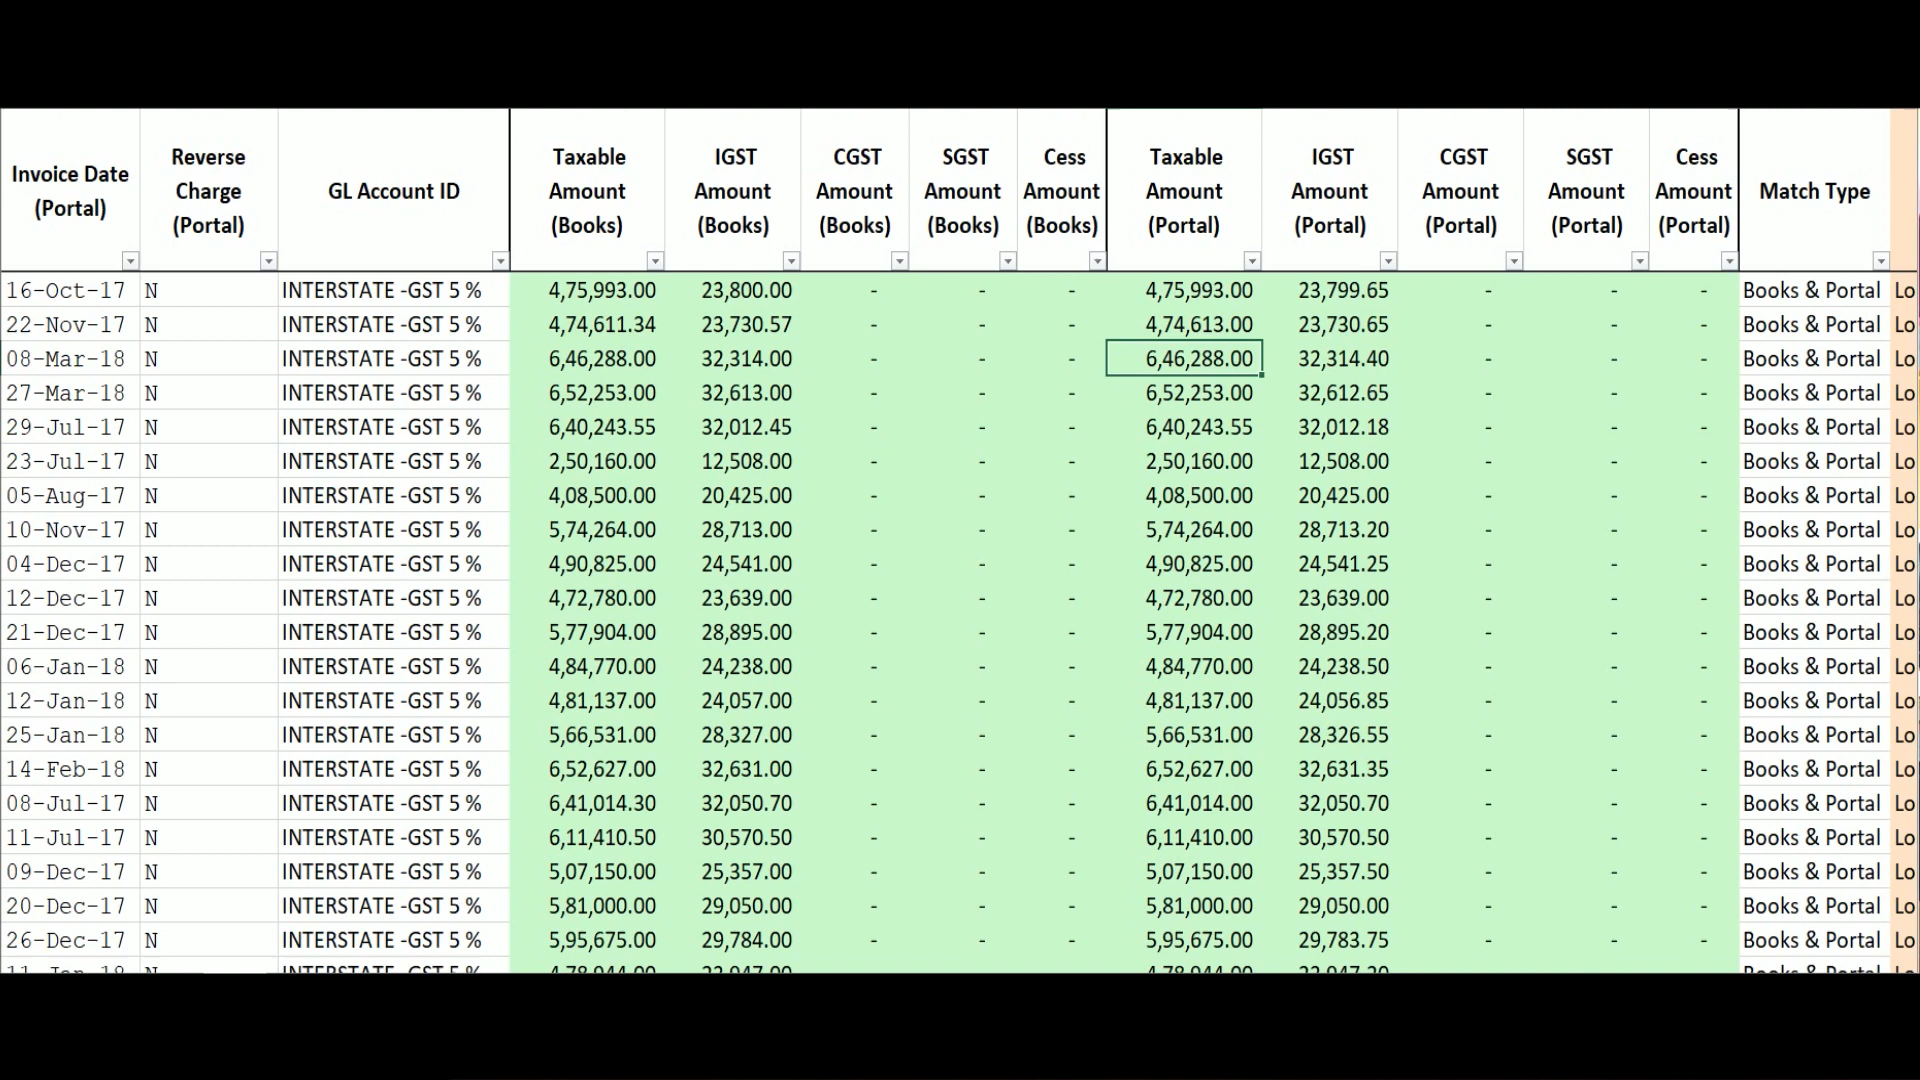 Invoice Date (Portal) Reverse Charge (Portal) GL Account ID Taxable Amount (Books) IGST Amount (Books) CGST Amount (Books) SGST Amount (Books) Cess Amount (Books) Taxable Amount (Portal) IGST Amount (Portal) CGST Amount (Portal) SGST Amount (Portal) Cess Amount (Portal) Match Type
16-Oct-17 N INTERSTATE -GST 5 % 4,75,993.00 23,800.00 - - - 4,75,993.00 23,799.65 - - - Books & Portal Lo
22-Nov-17 N INTERSTATE -GST 5 % 4,74,611.34 23,730.57 - - - 4,74,613.00 23,730.65 - - - Books & Portal Lo
08-Mar-18 N INTERSTATE -GST 5 % 6,46,288.00 32,314.00 - - - 6,46,288.00 32,314.40 - - - Books & Portal Lo
27-Mar-18 N INTERSTATE -GST 5 % 6,52,253.00 32,613.00 - - - 6,52,253.00 32,612.65 - - - Books & Portal Lo
29-Jul-17 N INTERSTATE -GST 5 % 6,40,243.55 32,012.45 - - - 6,40,243.55 32,012.18 - - - Books & Portal Lo
23-Jul-17 N INTERSTATE -GST 5 % 2,50,160.00 12,508.00 - - - 2,50,160.00 12,508.00 - - - Books & Portal Lo
05-Aug-17 N INTERSTATE -GST 5 % 4,08,500.00 20,425.00 - - - 4,08,500.00 20,425.00 - - - Books & Portal Lo
10-Nov-17 N INTERSTATE -GST 5 % 5,74,264.00 28,713.00 - - - 5,74,264.00 28,713.20 - - - Books & Portal Lo
04-Dec-17 N INTERSTATE -GST 5 % 4,90,825.00 24,541.00 - - - 4,90,825.00 24,541.25 - - - Books & Portal Lo
12-Dec-17 N INTERSTATE -GST 5 % 4,72,780.00 23,639.00 - - - 4,72,780.00 23,639.00 - - - Books & Portal Lo
21-Dec-17 N INTERSTATE -GST 5 % 5,77,904.00 28,895.00 - - - 5,77,904.00 28,895.20 - - - Books & Portal Lo
06-Jan-18 N INTERSTATE -GST 5 % 4,84,770.00 24,238.00 - - - 4,84,770.00 24,238.50 - - - Books & Portal Lo
12-Jan-18 N INTERSTATE -GST 5 % 4,81,137.00 24,057.00 - - - 4,81,137.00 24,056.85 - - - Books & Portal Lo
25-Jan-18 N INTERSTATE -GST 5 % 5,66,531.00 28,327.00 - - - 5,66,531.00 28,326.55 - - - Books & Portal Lo
14-Feb-18 N INTERSTATE -GST 5 % 6,52,627.00 32,631.00 - - - 6,52,627.00 32,631.35 - - - Books & Portal Lo
08-Jul-17 N INTERSTATE -GST 5 % 6,41,014.30 32,050.70 - - - 6,41,014.00 32,050.70 - - - Books & Portal Lo
11-Jul-17 N INTERSTATE -GST 5 % 6,11,410.50 30,570.50 - - - 6,11,410.00 30,570.50 - - - Books & Portal Lo
09-Dec-17 N INTERSTATE -GST 5 % 5,07,150.00 25,357.00 - - - 5,07,150.00 25,357.50 - - - Books & Portal Lo
20-Dec-17 N INTERSTATE -GST 5 % 5,81,000.00 29,050.00 - - - 5,81,000.00 29,050.00 - - - Books & Portal Lo
26-Dec-17 N INTERSTATE -GST 5 % 5,95,675.00 29,784.00 - - - 5,95,675.00 29,783.75 - - - Books & Portal Lo